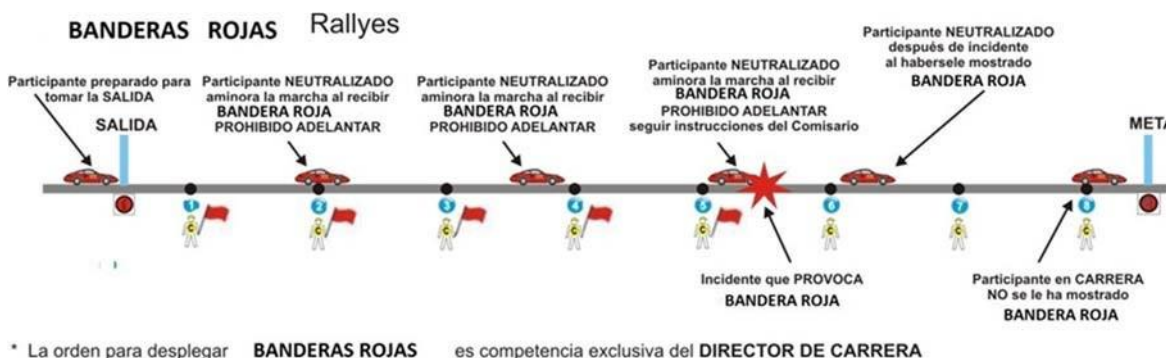 BANDERAS ROJAS Rallyes
Participante preparado para
tomar la SALIDA
SALIDA
Participante NEUTRALIZADO
aminora la marcha al recibir
BANDERA ROJA
PROHIBIDO ADELANTAR
Participante NEUTRALIZADO
aminora la marcha al recibir
BANDERA ROJA
PROHIBIDO ADELANTAR
Participante NEUTRALIZADO
aminora la marcha al recibir
BANDERA ROJA
PROHIBIDO ADELANTAR
seguir instrucciones del Comisario
Participante NEUTRALIZADO
después de incidente
al habersele mostrado
BANDERA ROJA
META
1 2 3 4 5 6 7 8
C C C C C C C C
Incidente que PROVOCA
BANDERA ROJA
Participante en CARRERA
NO se le ha mostrado
BANDERA ROJA
* La orden para desplegar BANDERAS ROJAS es competencia exclusiva del DIRECTOR DE CARRERA